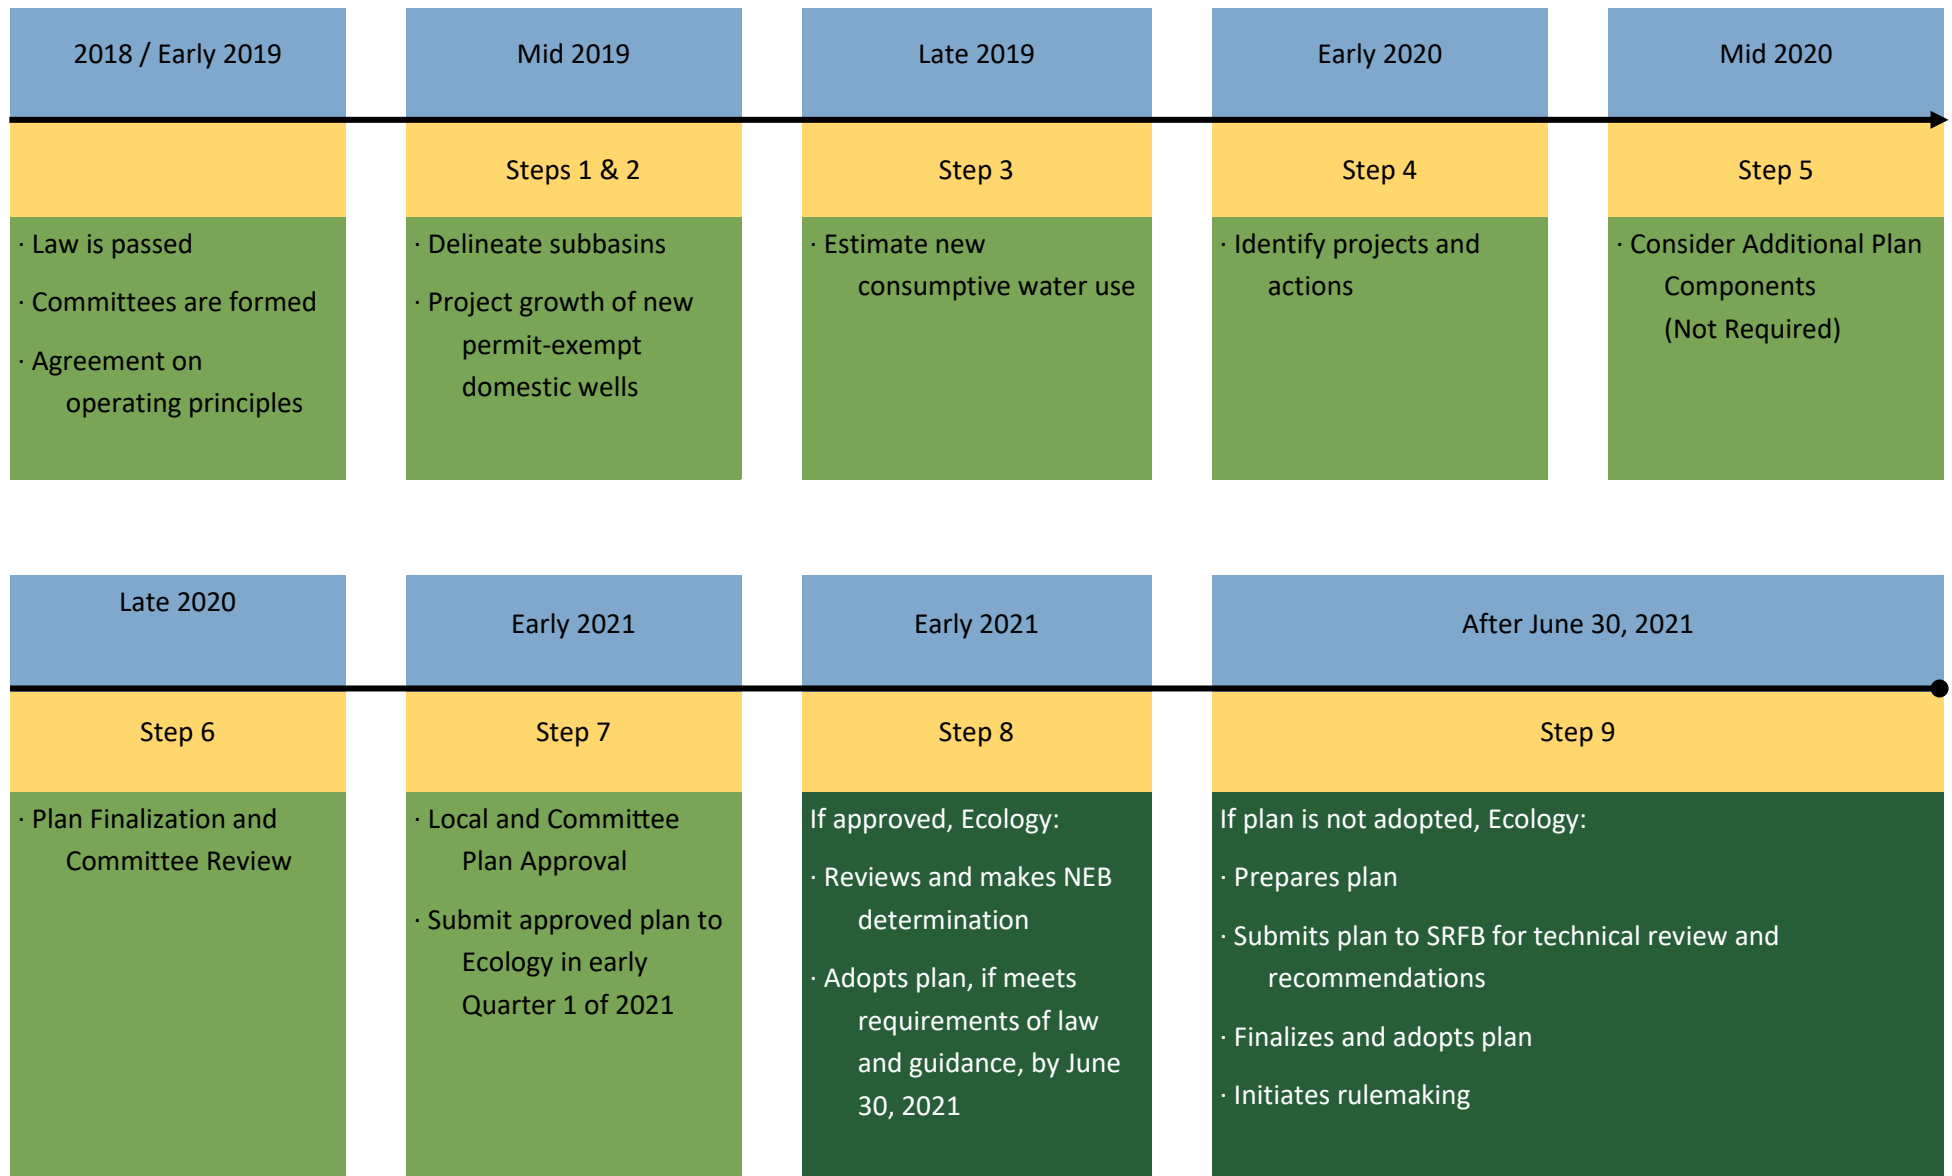 2018 / Early 2019
Mid 2019
Late 2019
Early 2020
Mid 2020
Steps 1 & 2
Step 3
Step 4
Step 5
· Law is passed
· Committees are formed
· Agreement on
operating principles
· Delineate subbasins
· Project growth of new
permit-exempt
domestic wells
· Estimate new
consumptive water use
· Identify projects and
actions
· Consider Additional Plan
Components
(Not Required)
Late 2020
Early 2021
Early 2021
After June 30, 2021
Step 6
Step 7
Step 8
Step 9
· Plan Finalization and
Committee Review
· Local and Committee
Plan Approval
· Submit approved plan to
Ecology in early
Quarter 1 of 2021
If approved, Ecology:
· Reviews and makes NEB
determination
· Adopts plan, if meets
requirements of law
and guidance, by June
30, 2021
If plan is not adopted, Ecology:
· Prepares plan
· Submits plan to SRFB for technical review and
recommendations
· Finalizes and adopts plan
· Initiates rulemaking